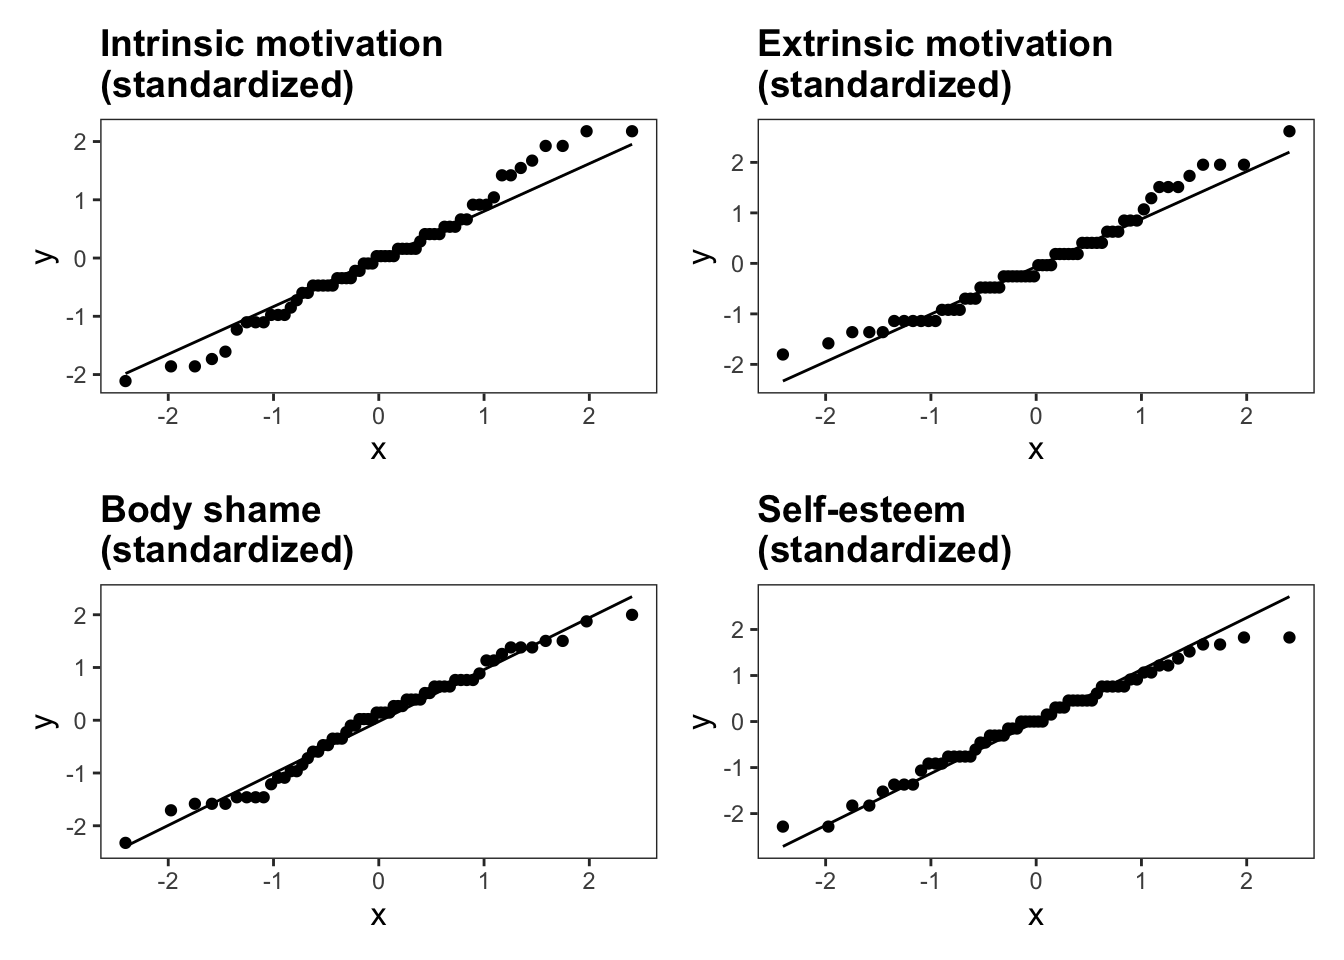 Intrinsic motivation
(standardized)
2
1
0
-1
-2
y
-2 -1 0 1 2
x
Extrinsic motivation
(standardized)
2
1
0
-1
-2
y
-2 -1 0 1 2
x
Body shame
(standardized)
2
1
0
-1
-2
y
-2 -1 0 1 2
x
Self-esteem
(standardized)
2
1
0
-1
-2
y
-2 -1 0 1 2
x